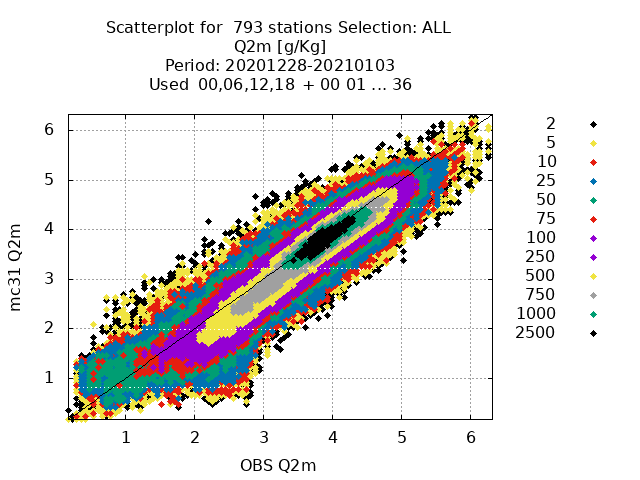 Scatterplot for  793 stations Selection: ALL
Q2m [g/Kg]
Period: 20201228-20210103
Used  00,06,12,18 + 00 01 ... 36
2
5
10
25
50
75
100
250
500
750
1000
2500
6
5
4
3
2
1
mc31 Q2m
1 2 3 4 5 6
OBS Q2m